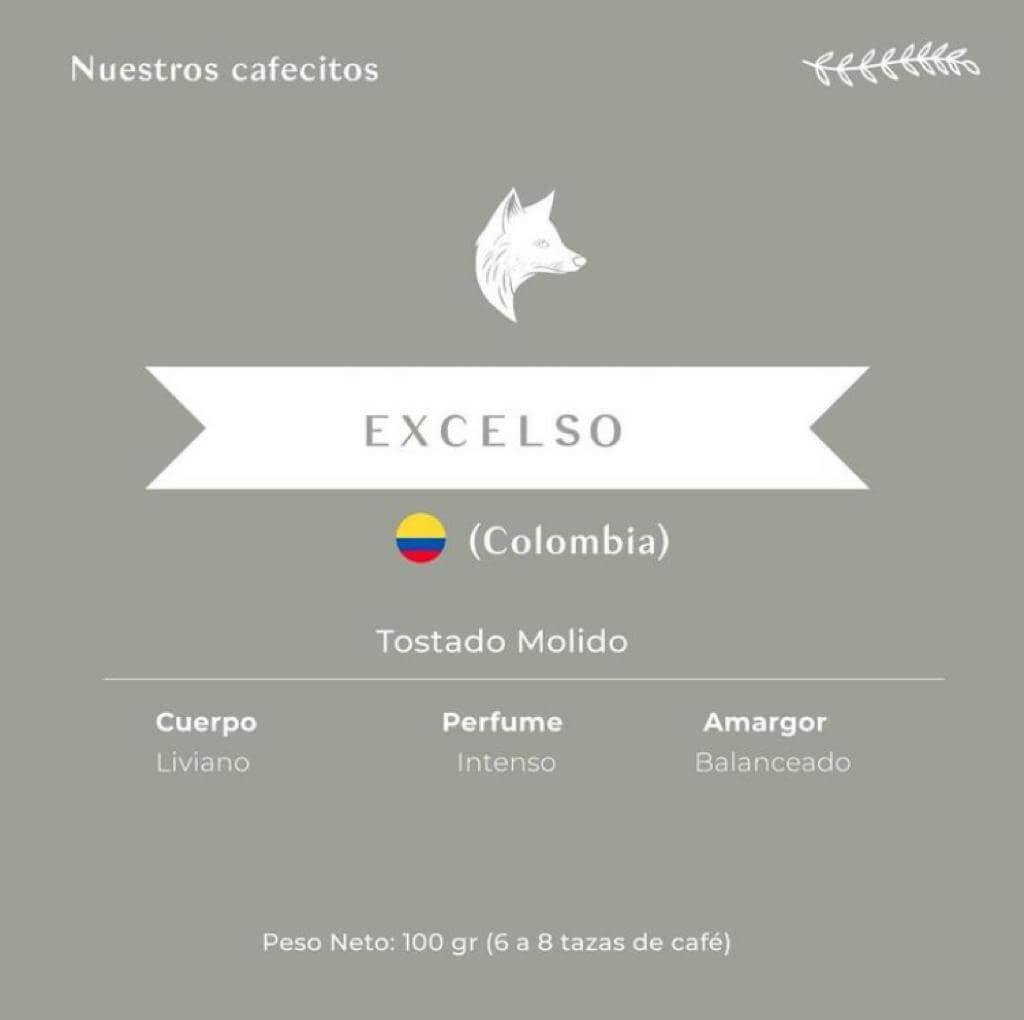 Nuestros cafecitos
EXCELSO
(Colombia)
Tostado Molido
Cuerpo Perfume Amargor
Liviano Intenso Balanceado
Peso Neto: 100 gr (6 a 8 tazas de café)